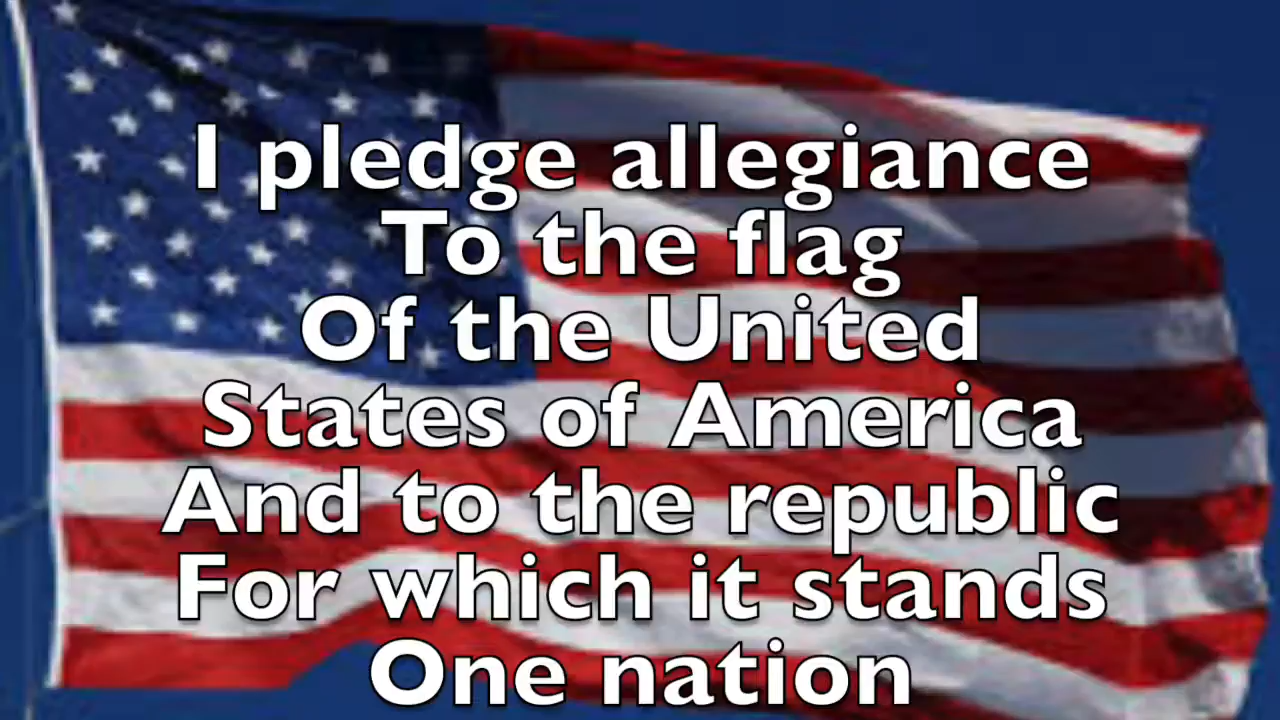 I pledge allegiance
To the flag
Of the United
States of America
And to the republic
For which it stands
One nation